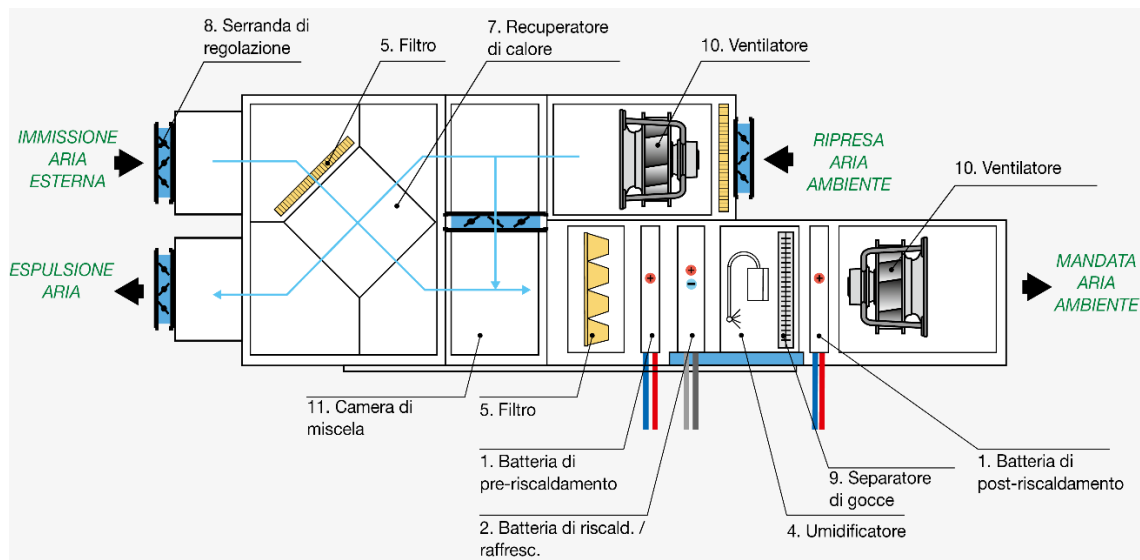 8. Serranda di
regolazione
5. Filtro
7. Recuperatore
di calore
10. Ventilatore
IMMISSIONE
ARIA
ESTERNA
RIPRESA
ARIA
AMBIENTE
10. Ventilatore
ESPULSIONE
ARIA
MANDATA
ARIA
AMBIENTE
+
+
−
+
11. Camera di
miscela
5. Filtro
1. Batteria di
pre-riscaldamento
2. Batteria di riscald. /
raffresc.
9. Separatore
di gocce
4. Umidificatore
1. Batteria di
post-riscaldamento